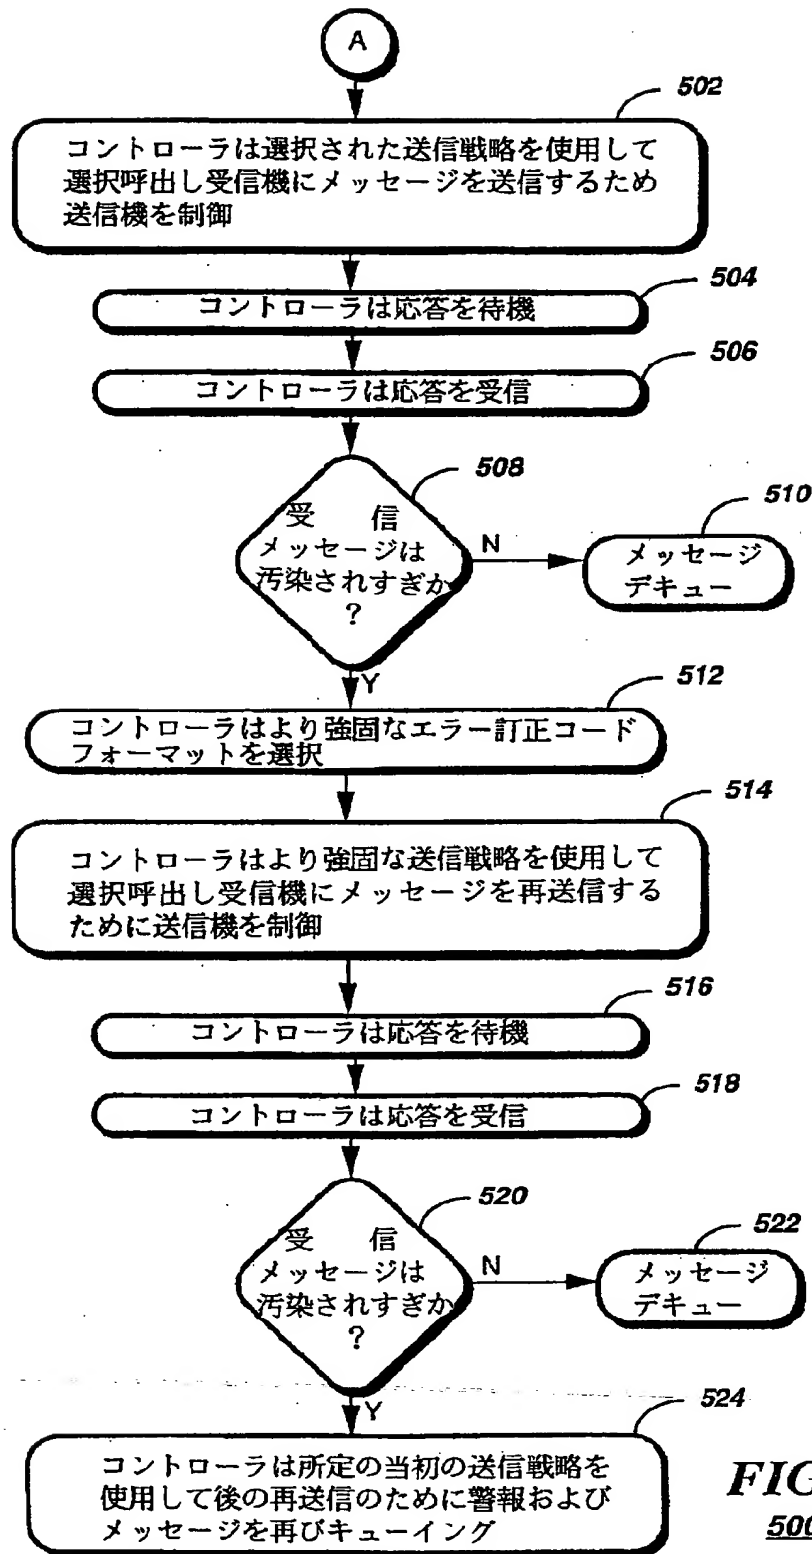 A
502
コントローラは選択された送信戦略を使用して
選択呼出し受信機にメッセージを送信するため
送信機を制御
504
コントローラは応答を待機
506
コントローラは応答を受信
508
受 信
メッセージは
汚染されすぎか
?
N
510
メッセージ
デキュー
Y
512
コントローラはより強固なエラー訂正コード
フォーマットを選択
514
コントローラはより強固な送信戦略を使用して
選択呼出し受信機にメッセージを再送信する
ために送信機を制御
516
コントローラは応答を待機
518
コントローラは応答を受信
520
受 信
メッセージは
汚染されすぎか
?
N
522
メッセージ
デキュー
Y
524
コントローラは所定の当初の送信戦略を
使用して後の再送信のために警報および
メッセージを再びキューイング
FIG
500